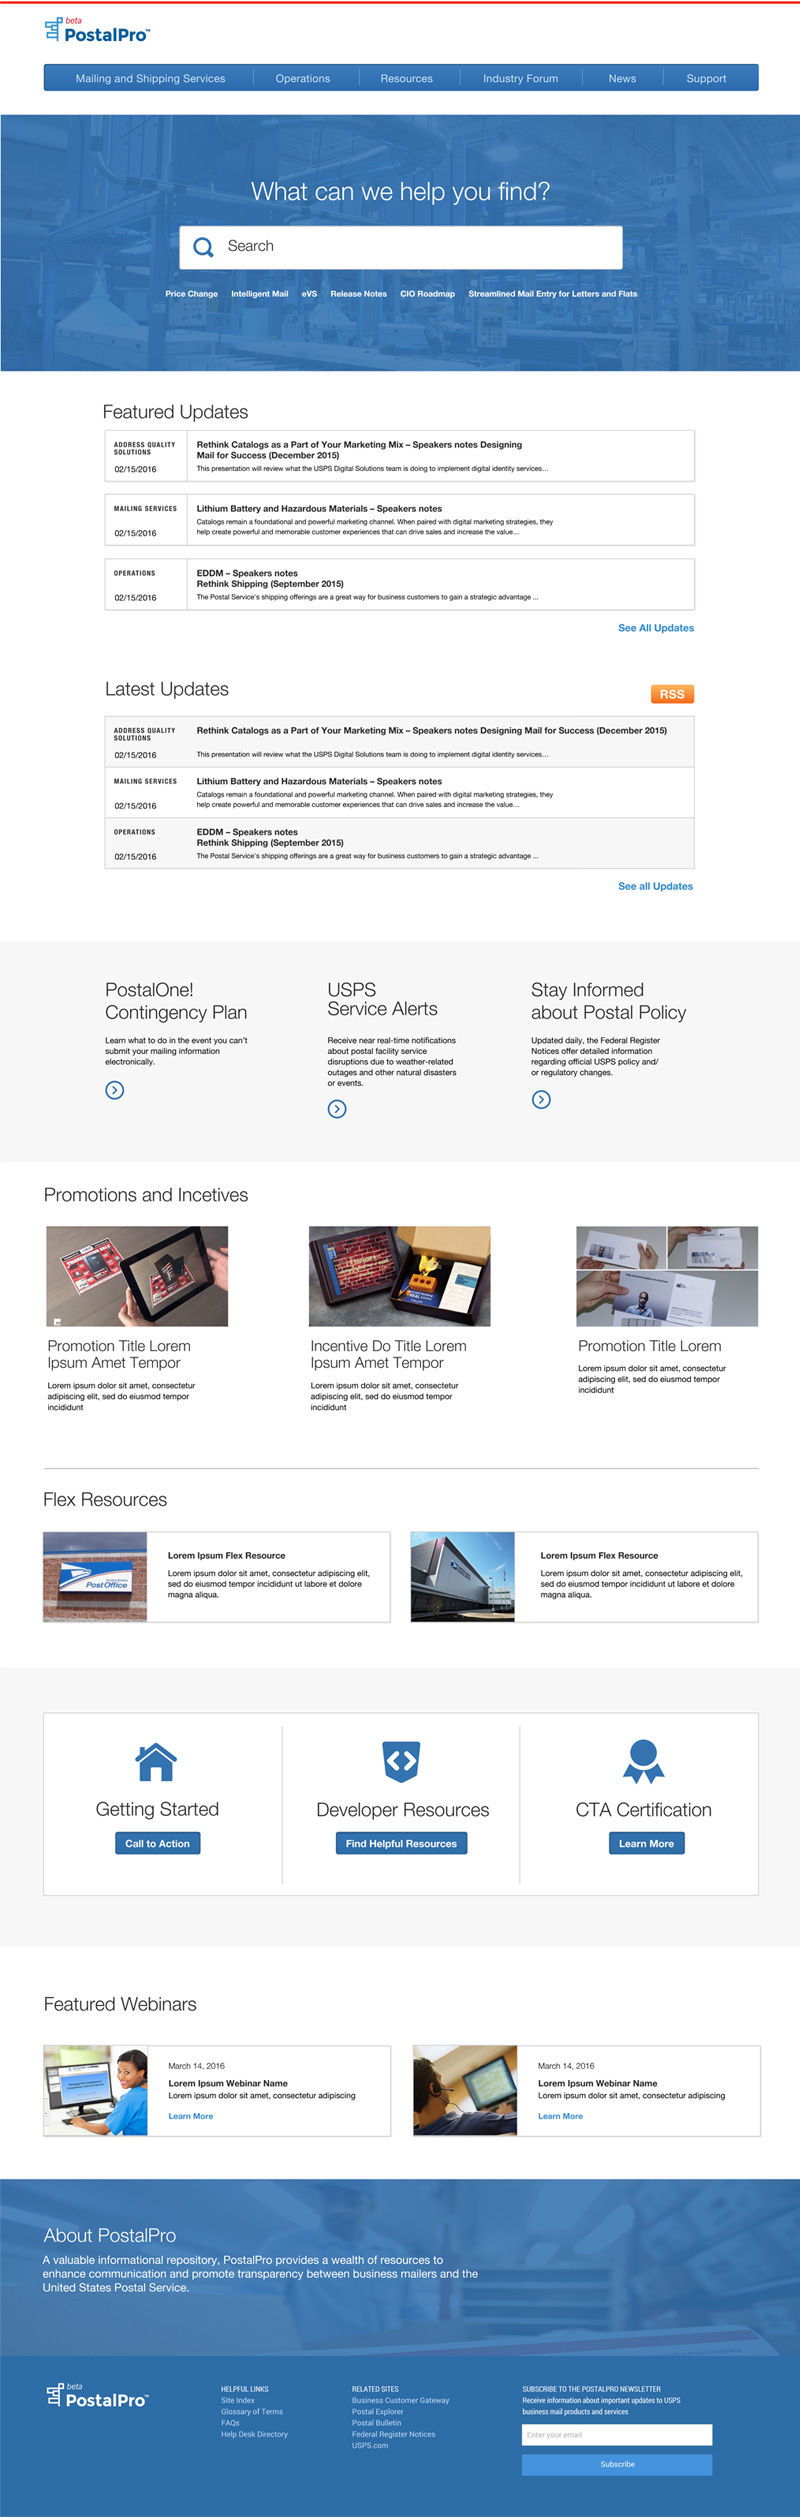 beta
PostalPro™
Mailing and Shipping Services
Operations
Resources
Industry Forum
News
Support
What can we help you find?
Search
Price Change
Intelligent Mail
eVS
Release Notes
CIO Roadmap
Streamlined Mail Entry for Letters and Flats
Featured Updates
ADDRESS QUALITY
SOLUTIONS
02/15/2016
Rethink Catalogs as a Part of Your Marketing Mix – Speakers notes Designing
Mail for Success (December 2015)
This presentation will review what the USPS Digital Solutions team is doing to implement digital identity services…
MAILING SERVICES
02/15/2016
Lithium Battery and Hazardous Materials – Speakers notes
Catalogs remain a foundational and powerful marketing channel. When paired with digital marketing strategies, they
help create powerful and memorable customer experiences that can drive sales and increase the value…
OPERATIONS
02/15/2016
EDDM – Speakers notes
Rethink Shipping (September 2015)
The Postal Service's shipping offerings are a great way for business customers to gain a strategic advantage ...
See All Updates
Latest Updates
RSS
ADDRESS QUALITY
SOLUTIONS
02/15/2016
Rethink Catalogs as a Part of Your Marketing Mix – Speakers notes Designing Mail for Success (December 2015)
This presentation will review what the USPS Digital Solutions team is doing to implement digital identity services…
MAILING SERVICES
02/15/2016
Lithium Battery and Hazardous Materials – Speakers notes
Catalogs remain a foundational and powerful marketing channel. When paired with digital marketing strategies, they
help create powerful and memorable customer experiences that can drive sales and increase the value…
OPERATIONS
02/15/2016
EDDM – Speakers notes
Rethink Shipping (September 2015)
The Postal Service's shipping offerings are a great way for business customers to gain a strategic advantage ...
See all Updates
PostalOne!
Contingency Plan
Learn what to do in the event you can't
submit your mailing information
electronically.
USPS
Service Alerts
Receive near real-time notifications
about postal facility service
disruptions due to weather-related
outages and other natural disasters
or events.
Stay Informed
about Postal Policy
Updated daily, the Federal Register
Notices offer detailed information
regarding official USPS policy and/
or regulatory changes.
Promotions and Incetives
Promotion Title Lorem
Ipsum Amet Tempor
Lorem ipsum dolor sit amet, consectetur
adipiscing elit, sed do eiusmod tempor
incididunt
Incentive Do Title Lorem
Ipsum Amet Tempor
Lorem ipsum dolor sit amet, consectetur
adipiscing elit, sed do eiusmod tempor
incididunt
Promotion Title Lorem
Lorem ipsum dolor sit amet, consectetur
adipiscing elit, sed do eiusmod tempor
incididunt
Flex Resources
Post Office
Lorem Ipsum Flex Resource
Lorem ipsum dolor sit amet, consectetur adipiscing elit,
sed do eiusmod tempor incididunt ut labore et dolore
magna aliqua.
Lorem Ipsum Flex Resource
Lorem ipsum dolor sit amet, consectetur adipiscing elit,
sed do eiusmod tempor incididunt ut labore et dolore
magna aliqua.
Getting Started
Call to Action
Developer Resources
Find Helpful Resources
CTA Certification
Learn More
Featured Webinars
March 14, 2016
Lorem Ipsum Webinar Name
Lorem ipsum dolor sit amet, consectetur adipiscing
Learn More
March 14, 2016
Lorem Ipsum Webinar Name
Lorem ipsum dolor sit amet, consectetur adipiscing
Learn More
About PostalPro
A valuable informational repository, PostalPro provides a wealth of resources to
enhance communication and promote transparency between business mailers and the
United States Postal Service.
beta
PostalPro™
HELPFUL LINKS
Site Index
Glossary of Terms
FAQs
Help Desk Directory
RELATED SITES
Business Customer Gateway
Postal Explorer
Postal Bulletin
Federal Register Notices
USPS.com
SUBSCRIBE TO THE POSTALPRO NEWSLETTER
Receive information about important updates to USPS
business mail products and services
Enter your email
Subscribe